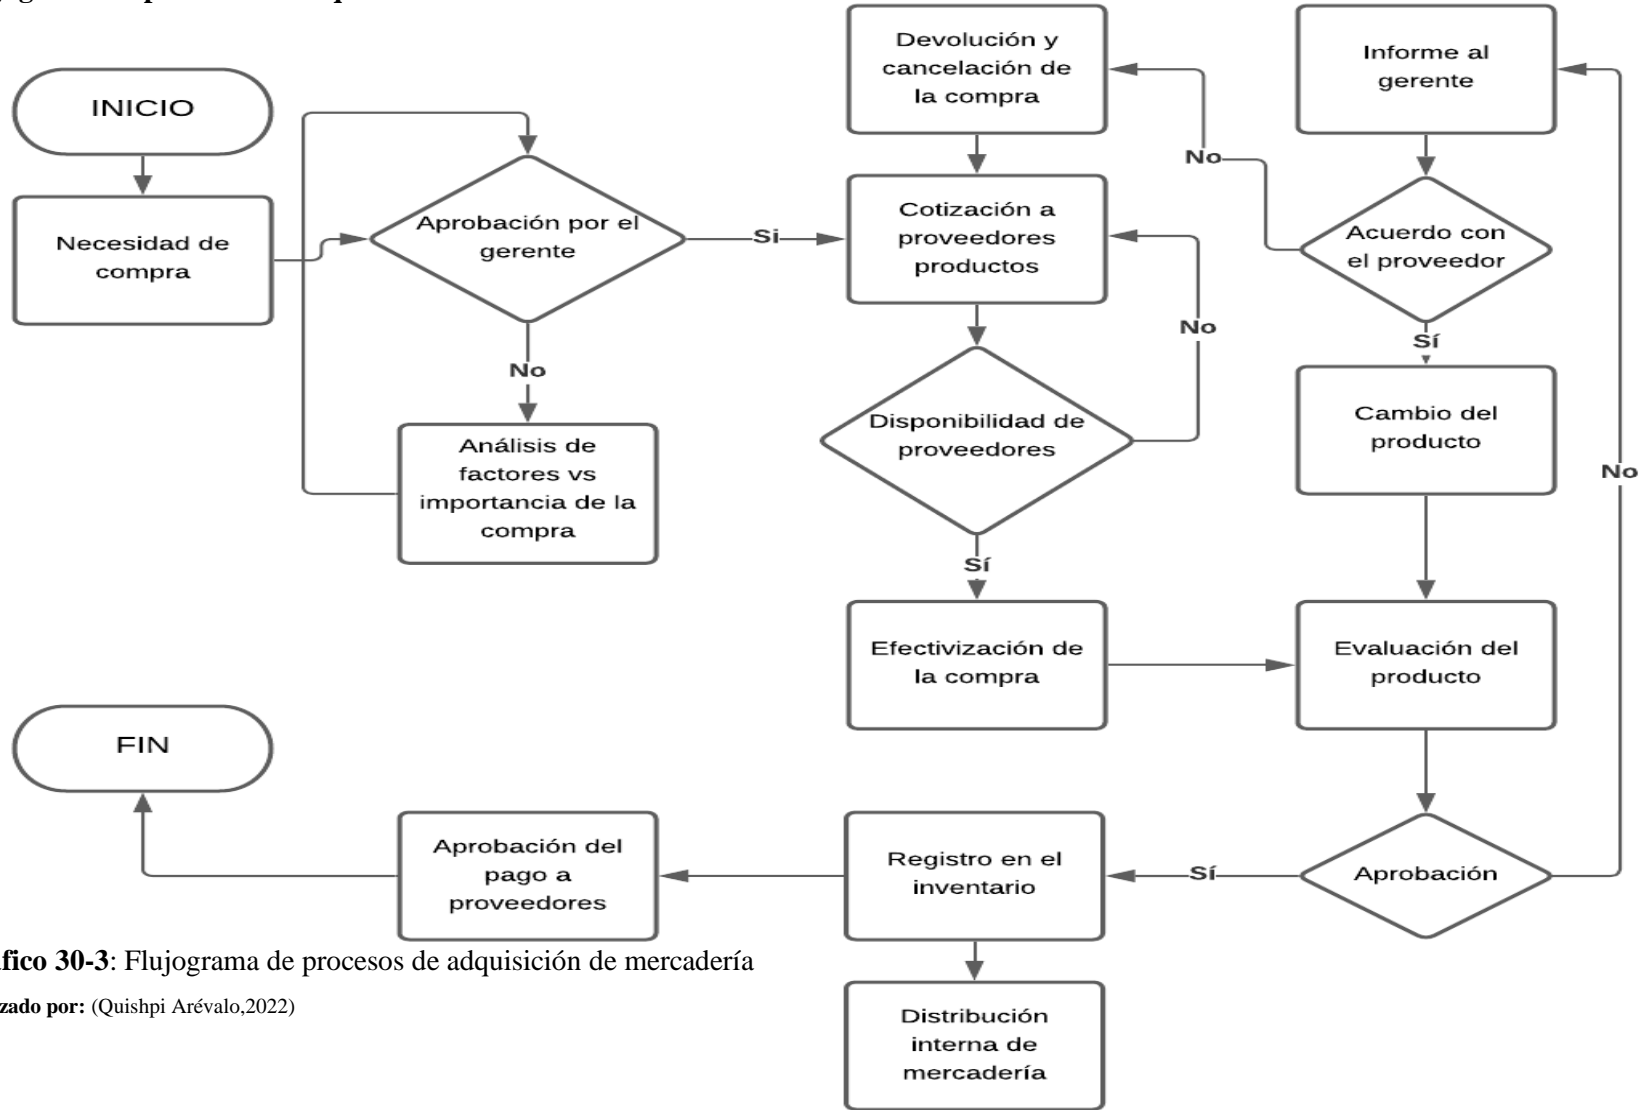 INICIO
Necesidad de
compra
Aprobación por el
gerente
No
Análisis de
factores vs
importancia de la
compra
Si
Devolución y
cancelación de
la compra
Cotización a
proveedores
productos
No
Disponibilidad de
proveedores
Sí
Efectivización de
la compra
Informe al
gerente
No
Acuerdo con
el proveedor
Sí
Cambio del
producto
No
Evaluación del
producto
Aprobación
Sí
Registro en el
inventario
Aprobación del
pago a
proveedores
FIN
Distribución
interna de
mercadería
fico 30-3: Flujograma de procesos de adquisición de mercadería
zado por: (Quishpi Arévalo,2022)